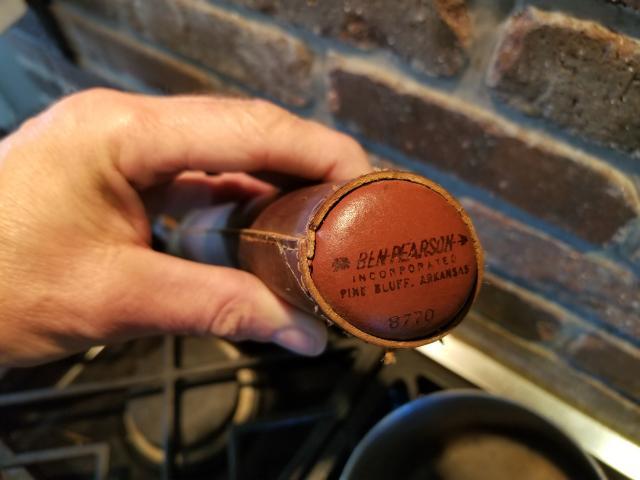 BEN PEARSON
INCORPORATED
PINE BLUFF, ARKANSAS
8770